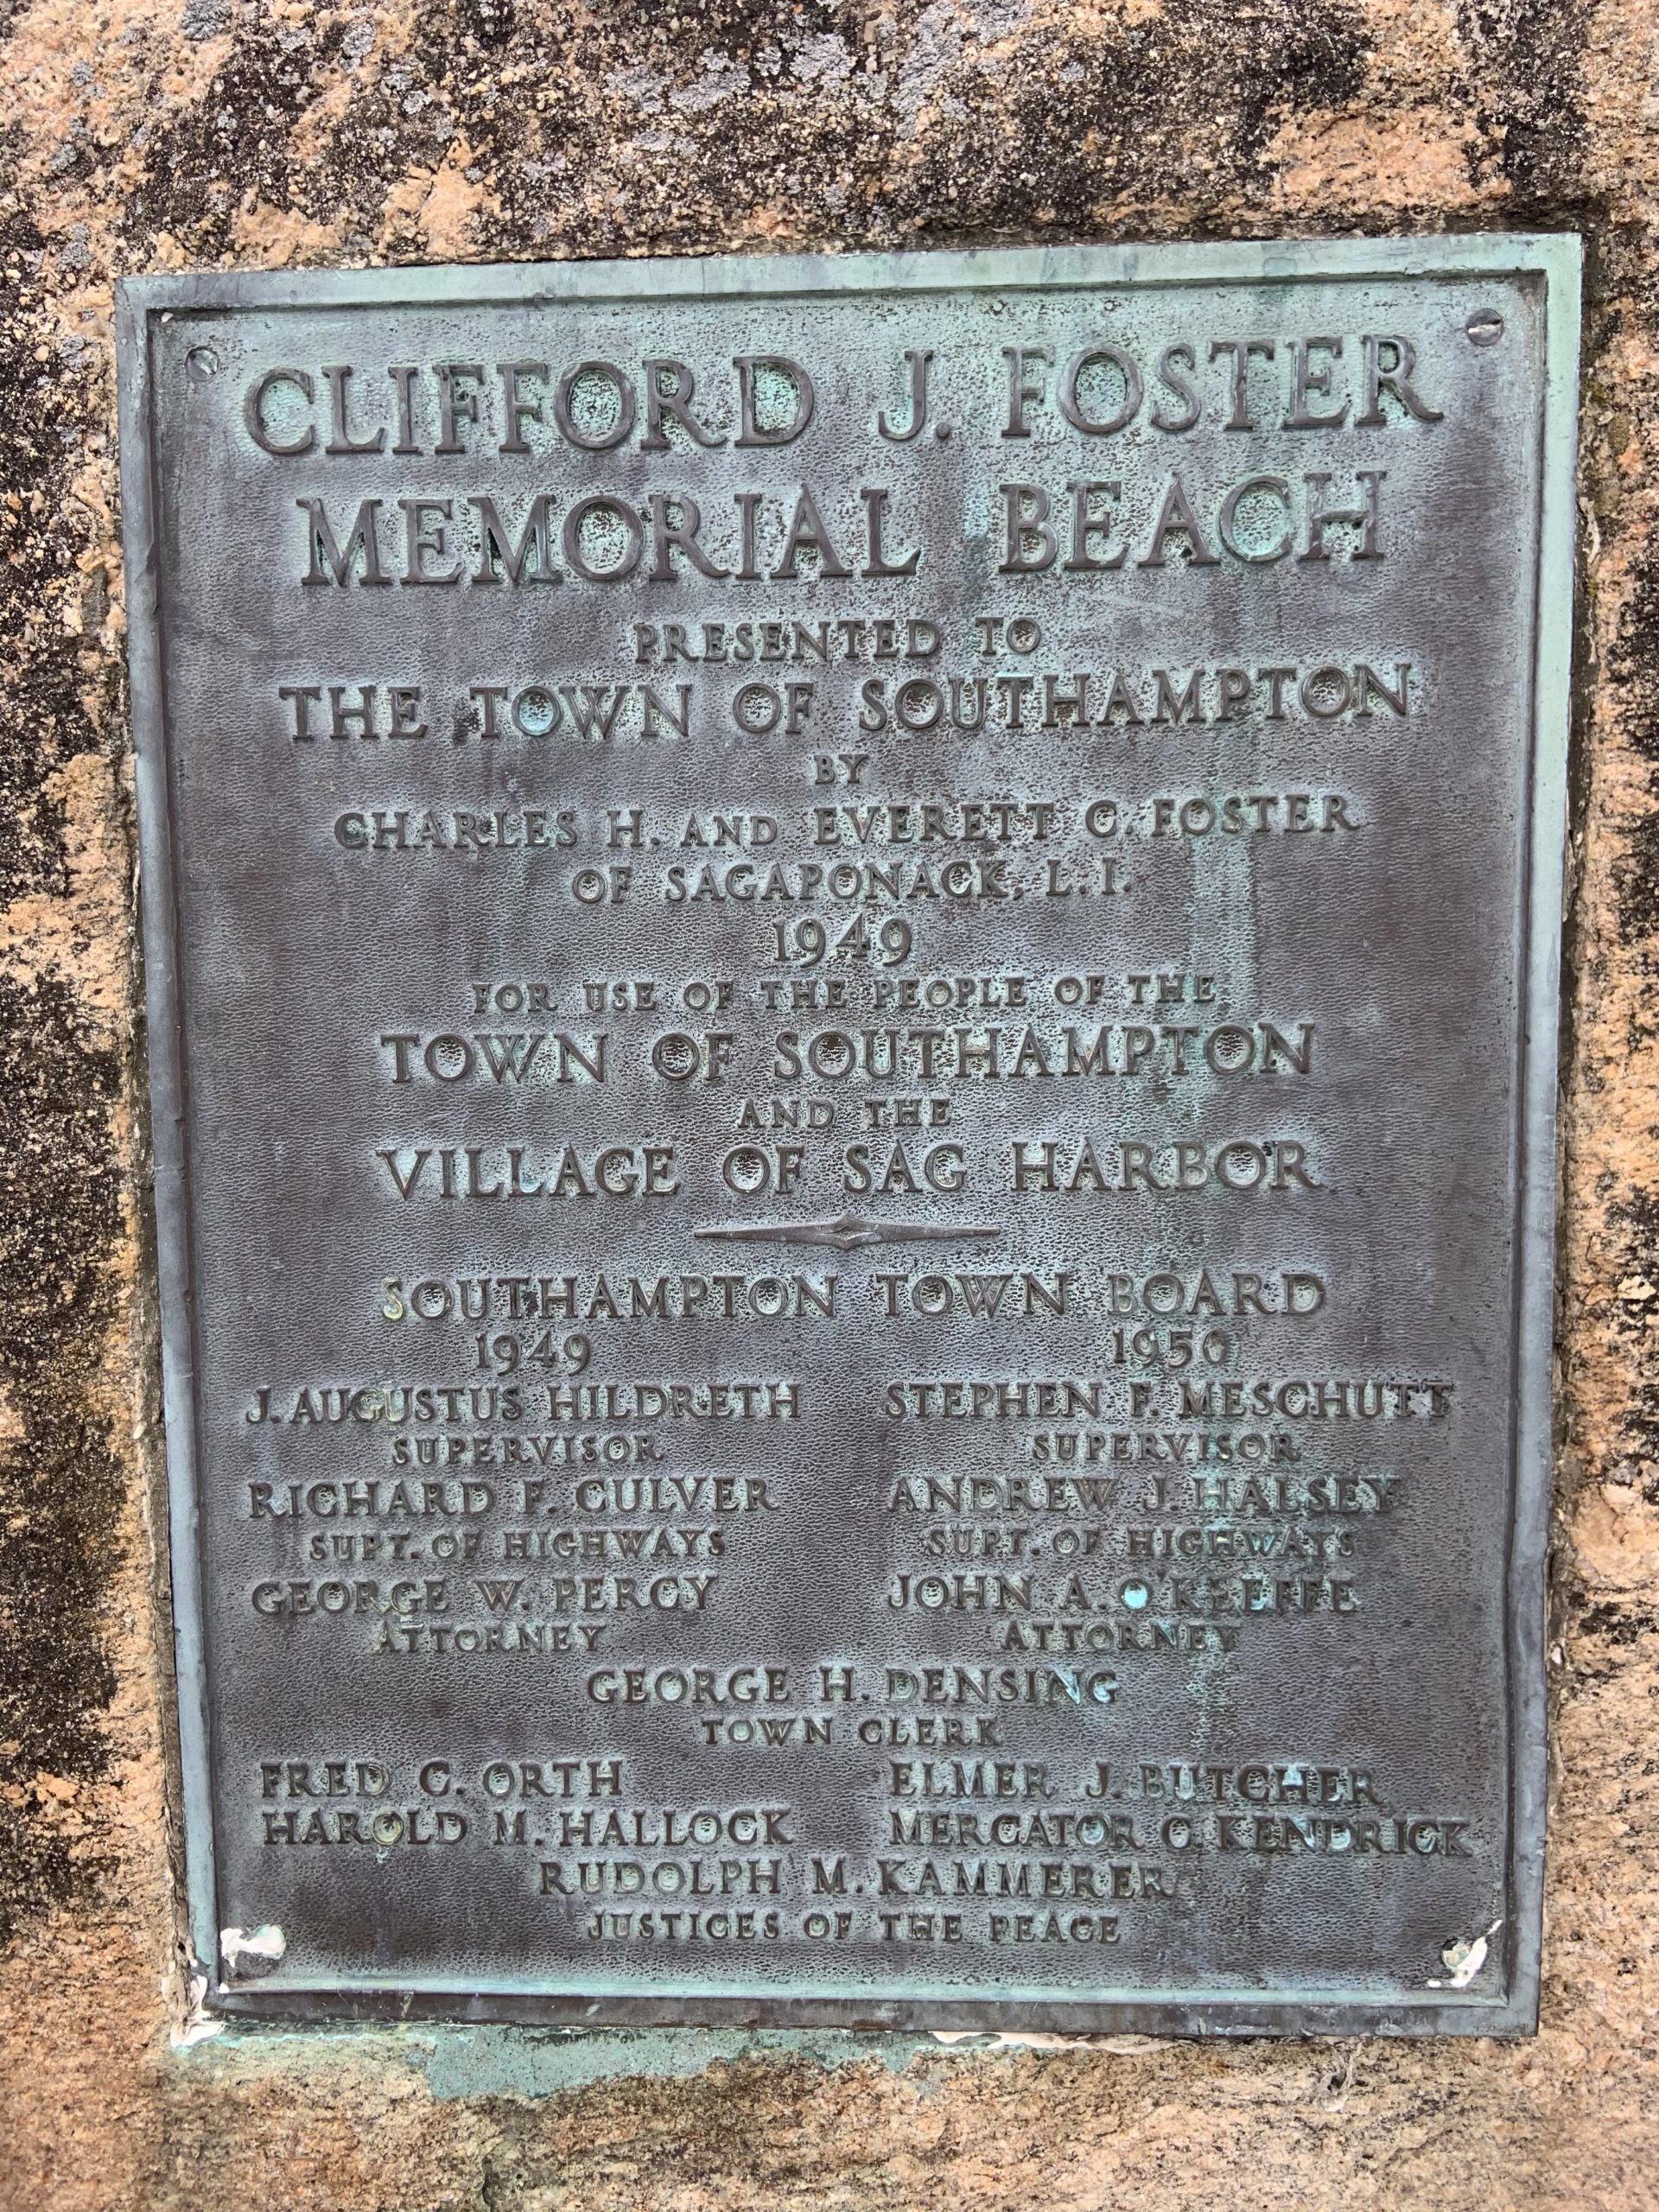 CLIFFORD J. FOSTER
MEMORIAL BEACH
PRESENTED TO
THE TOWN OF SOUTHAMPTON
BY
CHARLES H. AND EVERETT C. FOSTER
OF SAGAPONACK, L.I.
1949
FOR USE OF THE PEOPLE OF THE
TOWN OF SOUTHAMPTON
AND THE
VILLAGE OF SAG HARBOR
SOUTHAMPTON TOWN BOARD
1949 1950
J. AUGUSTUS HILDRETH STEPHEN F. MESCHUTT
SUPERVISOR SUPERVISOR
RICHARD F. CULVER ANDREW J. HALSEY
SUPT. OF HIGHWAYS SUPT. OF HIGHWAYS
GEORGE W. PERCY JOHN A. O'KEEFFE
ATTORNEY ATTORNEY
GEORGE H. DENSING
TOWN CLERK
FRED C. ORTH ELMER J. BUTCHER
HAROLD M. HALLOCK MERCATOR C. KENDRICK
RUDOLPH M. KAMMERER
JUSTICES OF THE PEACE